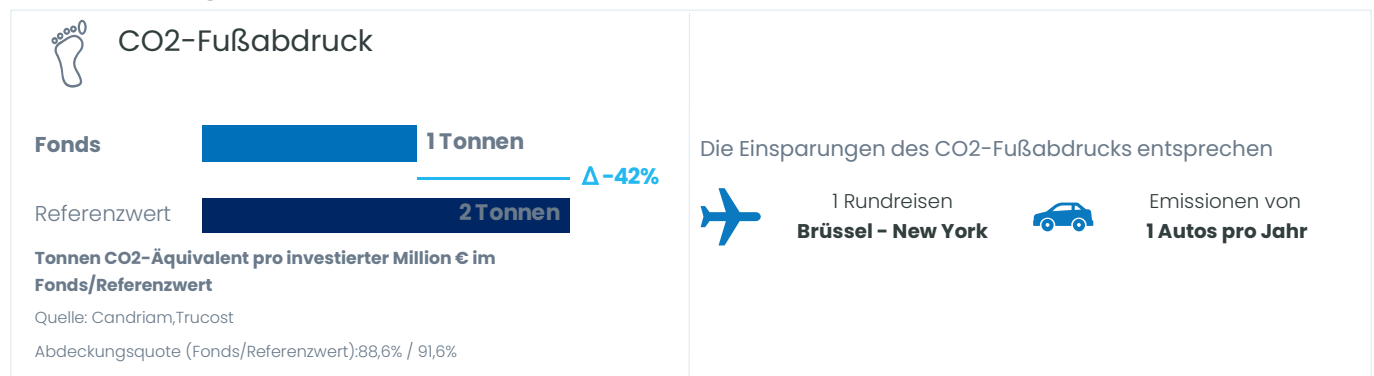 CO2-Fußabdruck
Fonds
1 Tonnen
Δ -42%
Referenzwert
2 Tonnen
Tonnen CO2-Äquivalent pro investierter Million € im
Fonds/Referenzwert
Quelle: Candriam,Trucost
Abdeckungsquote (Fonds/Referenzwert):88,6% / 91,6%
Die Einsparungen des CO2-Fußabdrucks entsprechen
1 Rundreisen
Brüssel - New York
Emissionen von
1 Autos pro Jahr